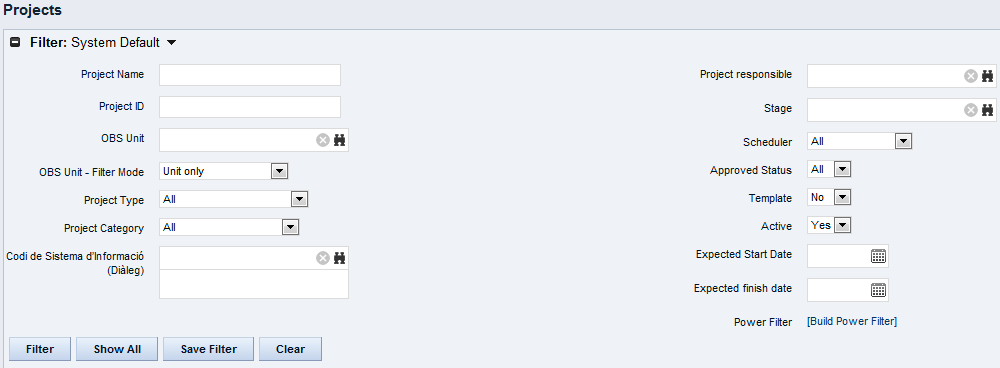 Projects
Filter: System Default
Project Name
Project ID
OBS Unit
OBS Unit - Filter Mode Unit only
Project Type All
Project Category All
Codi de Sistema d'Informació
(Diàleg)
Project responsible
Stage
Scheduler All
Approved Status All
Template No
Active Yes
Expected Start Date
Expected finish date
Power Filter [Build Power Filter]
Filter Show All Save Filter Clear